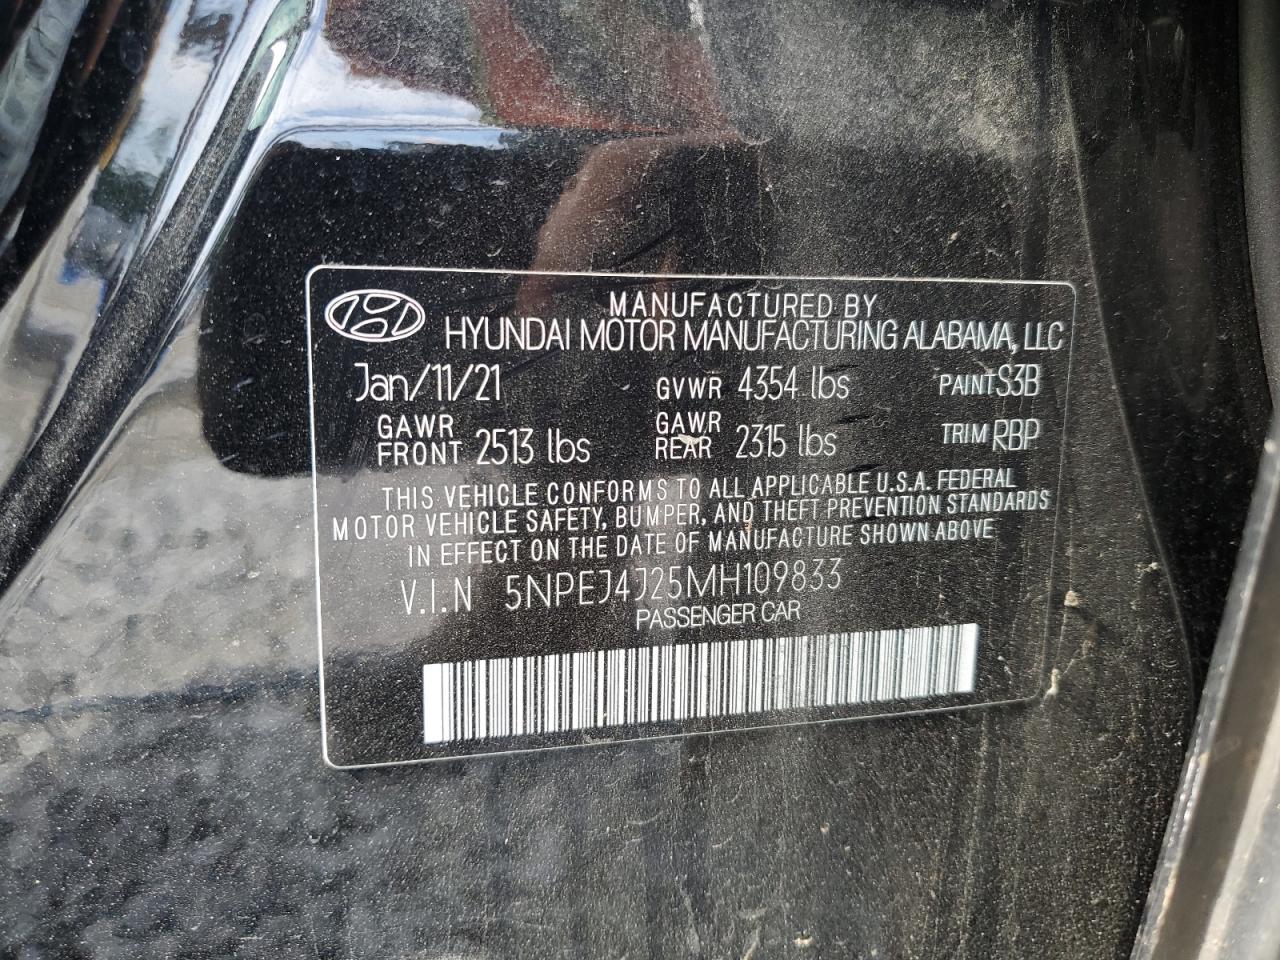 MANUFACTURED BY
HYUNDAI MOTOR MANUFACTURING ALABAMA, LLC
Jan/11/21 GVWR 4354 lbs PAINT S3B
GAWR FRONT 2513 lbs GAWR REAR 2315 lbs TRIM RBP
THIS VEHICLE CONFORMS TO ALL APPLICABLE U.S.A. FEDERAL
MOTOR VEHICLE SAFETY, BUMPER, AND THEFT PREVENTION STANDARDS
IN EFFECT ON THE DATE OF MANUFACTURE SHOWN ABOVE
V.I.N 5NPEJ4J25MH109833
PASSENGER CAR